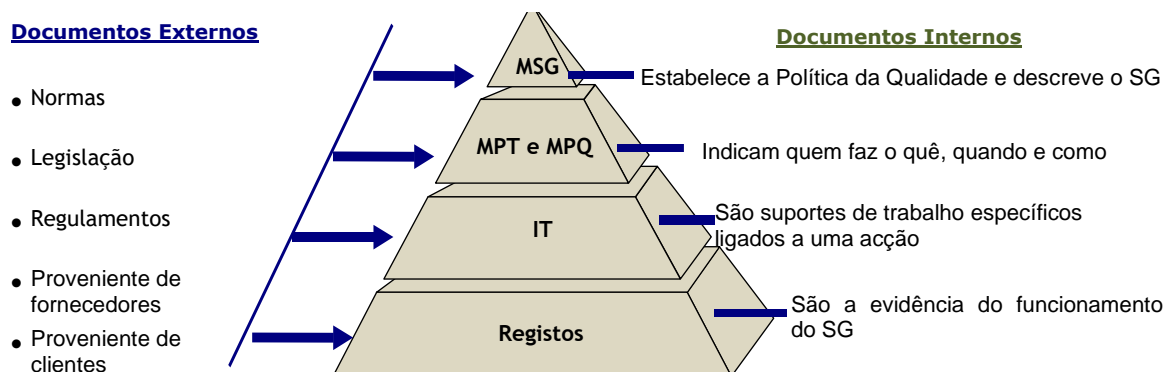 Documentos Externos
• Normas
• Legislação
• Regulamentos
• Proveniente de
fornecedores
• Proveniente de
clientes
MSG
MPT e MPQ
IT
Registos
Documentos Internos
Estabelece a Política da Qualidade e descreve o SG
Indicam quem faz o quê, quando e como
São suportes de trabalho específicos
ligados a uma acção
São a evidência do funcionamento
do SG